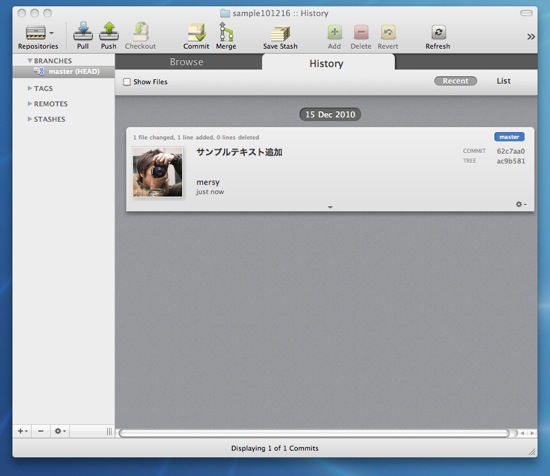 sample101216 :: History
Repositories Pull Push Checkout Commit Merge Save Stash Add Delete Revert Refresh
BRANCHES
master (HEAD)
TAGS
REMOTES
STASHES
Browse History
Show Files Recent List
15 Dec 2010
1 file changed, 1 line added, 0 lines deleted master
サンプルテキスト追加 COMMIT 62c7aa0
TREE ac9b581
mersy
just now
Displaying 1 of 1 Commits